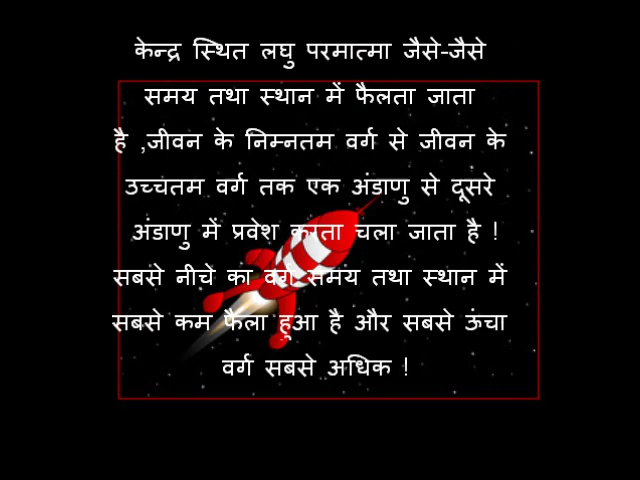 केन्द्र स्थित लघु परमात्मा जैसे-जैसे
समय तथा स्थान में फैलता जाता
है ,जीवन के निम्नतम वर्ग से जीवन के
उच्चतम वर्ग तक एक अंडाणु से दूसरे
अंडाणु में प्रवेश करता चला जाता है !
सबसे नीचे का वर्ग समय तथा स्थान में
सबसे कम फैला हूआ है और सबसे ऊंचा
वर्ग सबसे अधिक !